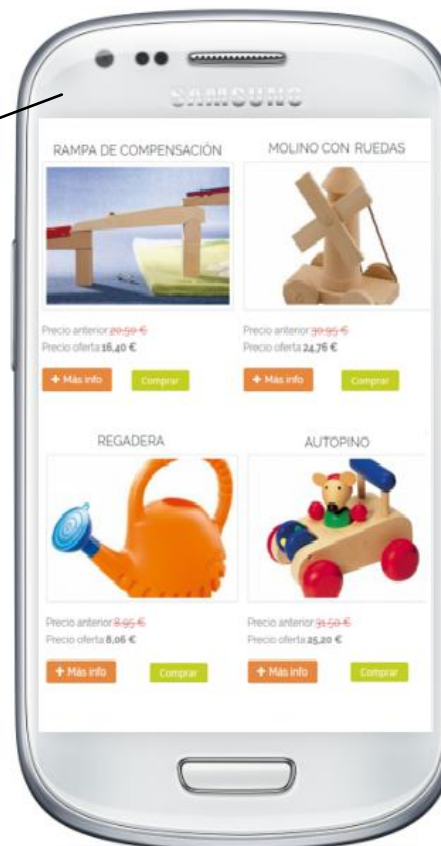 SAMSUNG
RAMPA DE COMPENSACIÓN
MOLINO CON RUEDAS
Precio anterior 20,50 €
Precio oferta 16,40 €
Precio anterior 30,95 €
Precio oferta 24,76 €
+ Más info
Comprar
+ Más info
Comprar
REGADERA
AUTOPINO
Precio anterior 8,95 €
Precio oferta 8,06 €
Precio anterior 31,50 €
Precio oferta 25,20 €
+ Más info
Comprar
+ Más info
Comprar